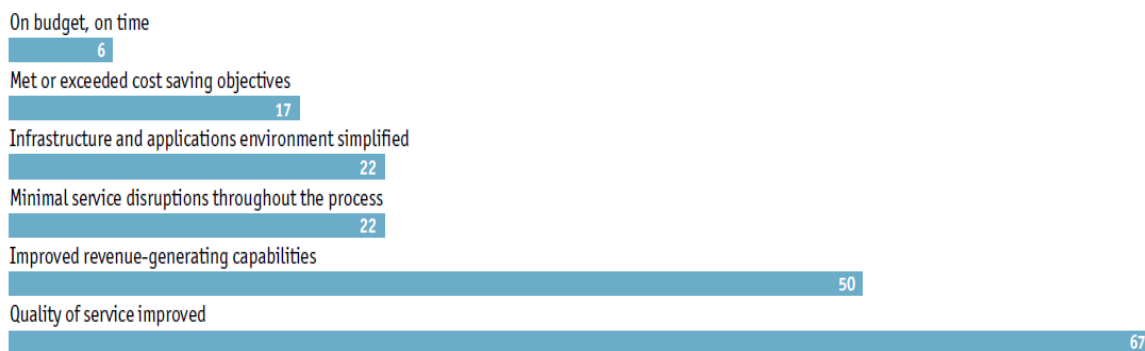 On budget, on time
6
Met or exceeded cost saving objectives
17
Infrastructure and applications environment simplified
22
Minimal service disruptions throughout the process
22
Improved revenue-generating capabilities
50
Quality of service improved
67